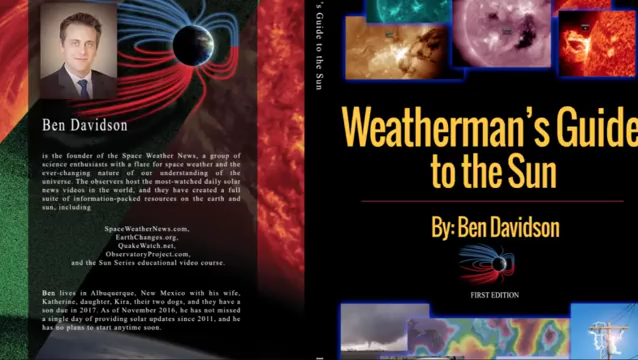 Ben Davidson
is the founder of the Space Weather News, a group of
science enthusiasts with a flare for space weather and the
ever-changing nature of our understanding of the
universe. The observers host the most-watched daily solar
news videos in the world, and they have created a full
suite of information-packed resources on the earth and
sun, including
SpaceWeatherNews.com,
EarthChanges.org,
QuakeWatch.net,
ObservatoryProject.com,
and the Sun Series educational video course.
Ben lives in Albuquerque, New Mexico with his wife,
Katherine, daughter, Kira, their two dogs, and they have a
son due in 2017. As of November 2016, he has not missed
a single day of providing solar updates since 2011, and he
has no plans to start anytime soon.
's Guide to the Sun
Weatherman's Guide
to the Sun
By: Ben Davidson
FIRST EDITION